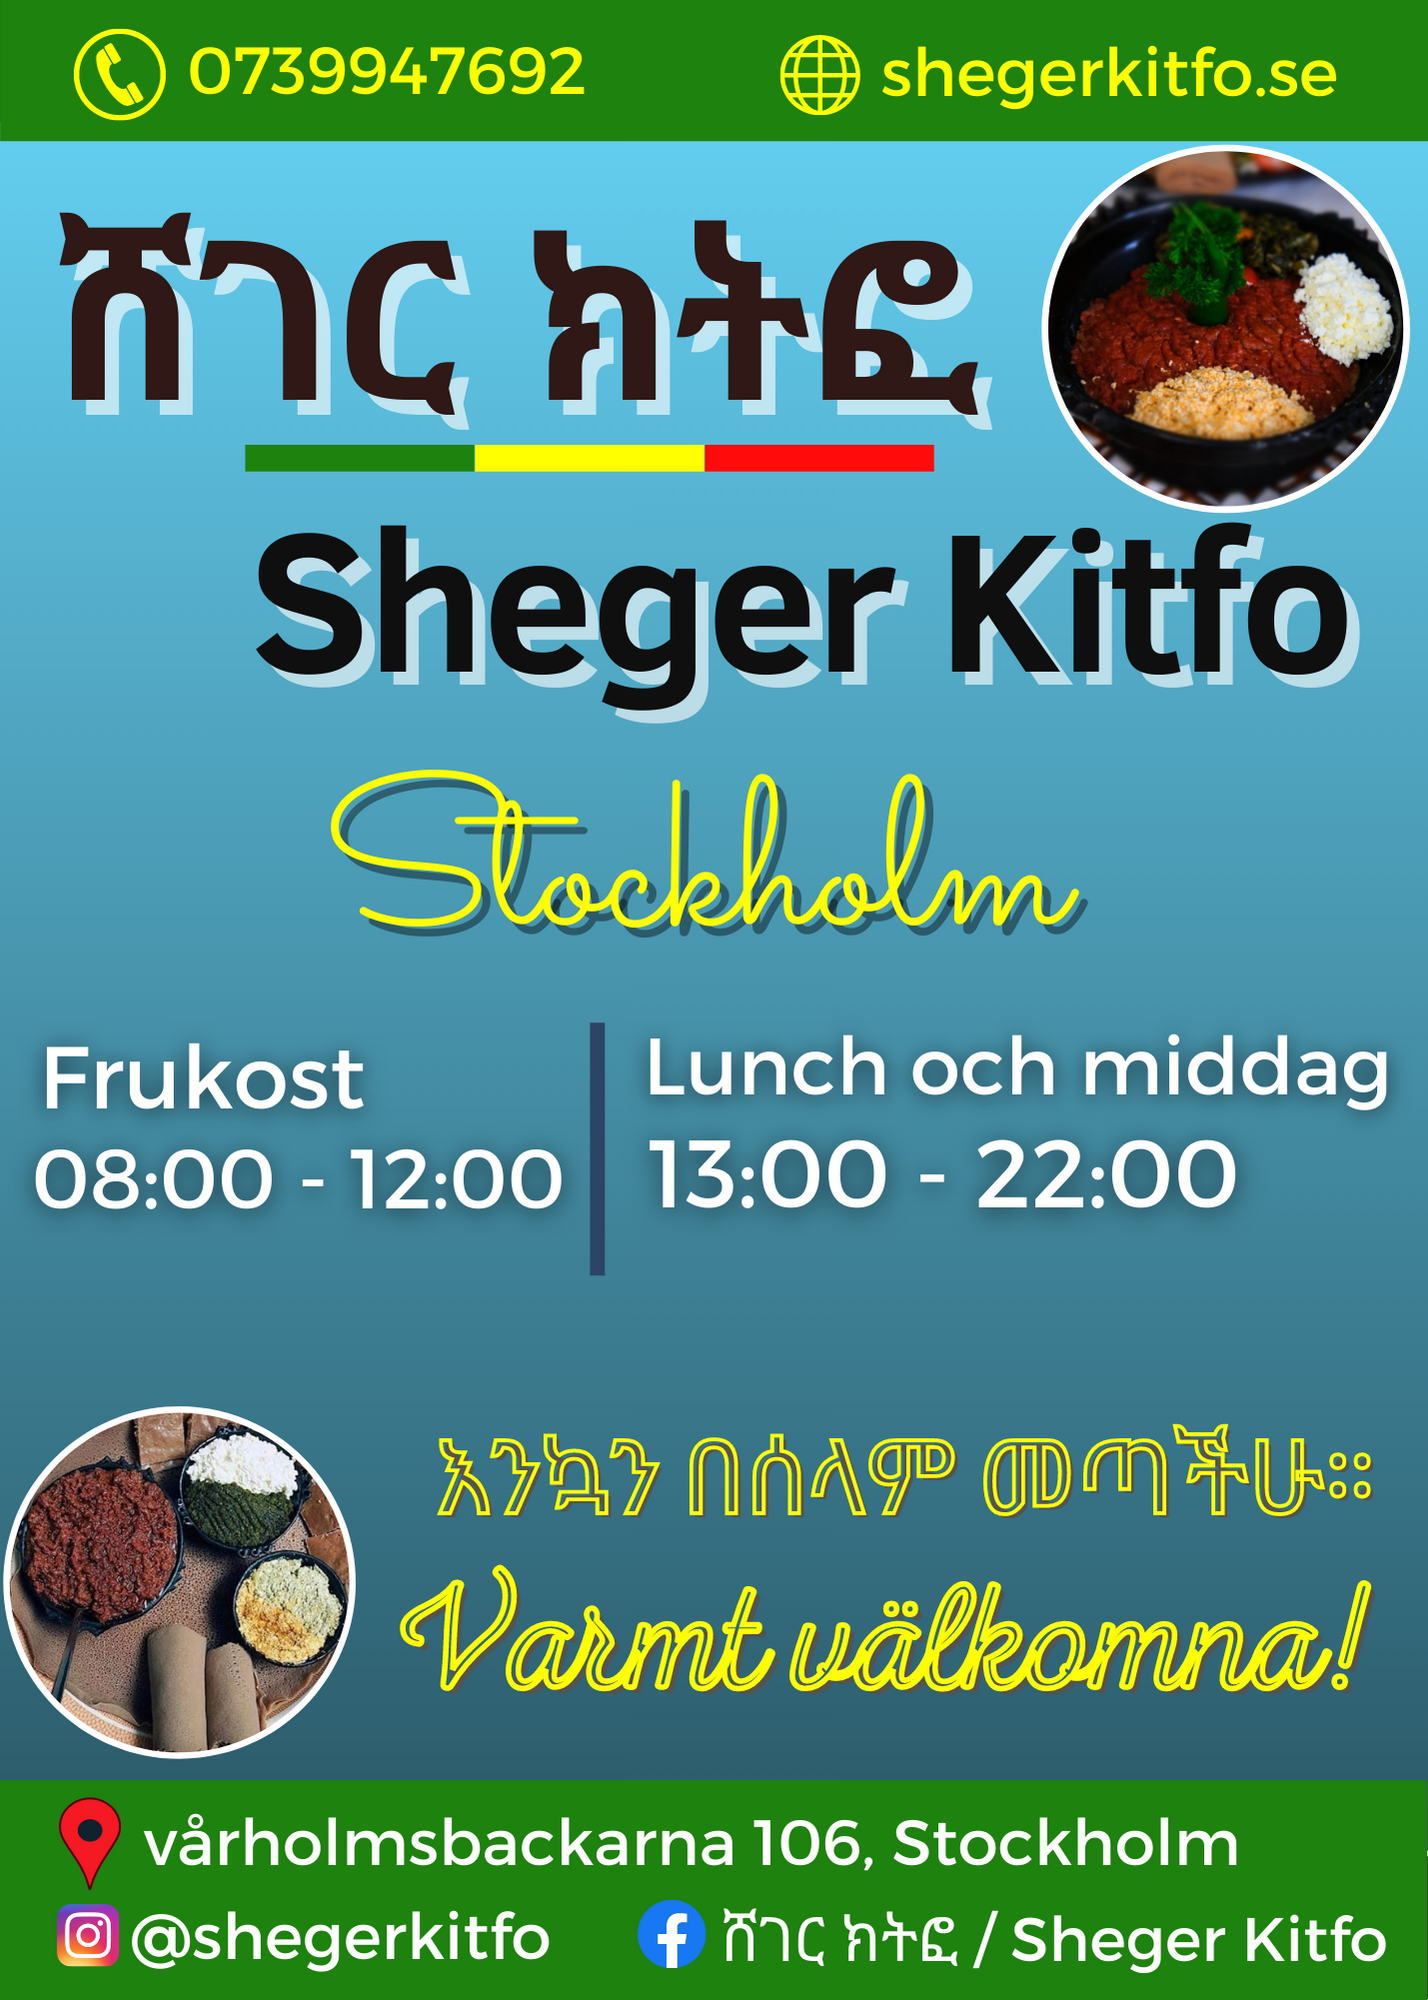 0739947692
shegerkitfo.se
ሸገር ክትፎ
Sheger Kitfo
Stockholm
Frukost
08:00 - 12:00
Lunch och middag
13:00 - 22:00
እንኳን በሰላም መጣችሁ።
Varmt välkomna!
vårholmsbackarna 106, Stockholm
@shegerkitfo
ሸገር ክትፎ / Sheger Kitfo